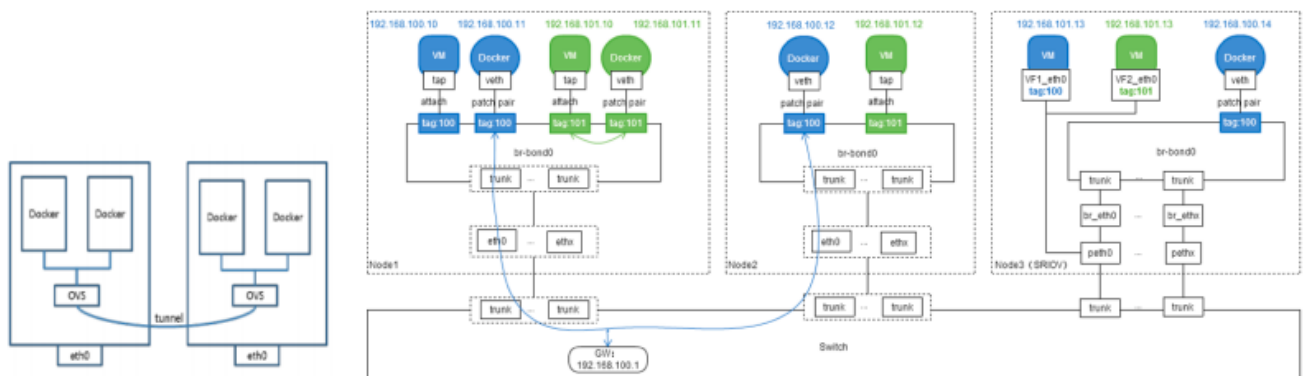 Docker
Docker
OVS
eth0
Docker
Docker
OVS
eth0
tunnel
192.168.100.10 192.168.100.11 192.168.101.10 192.168.101.11
VM Docker VM Docker
tap veth tap veth
attach patch pair attach patch pair
tag:100 tag:100 tag:101 tag:101
br-bond0
trunk ... trunk
eth0 ... ethx
Node1
trunk ... trunk
192.168.100.12 192.168.101.12
Docker VM
veth tap
patch pair attach
tag:100 tag:101
br-bond0
trunk ... trunk
eth0 ... ethx
Node2
trunk ... trunk
192.168.101.13 192.168.101.13 192.168.100.14
VM VM Docker
VF1_eth0 VF2_eth0 veth
tag:100 tag:101
patch pair
tag:100
br-bond0
trunk ... trunk
br_eth0 ... br_ethx
peth0 ... pethx
Node3 (SRIOV)
trunk ... trunk
GW:
192.168.100.1
Switch